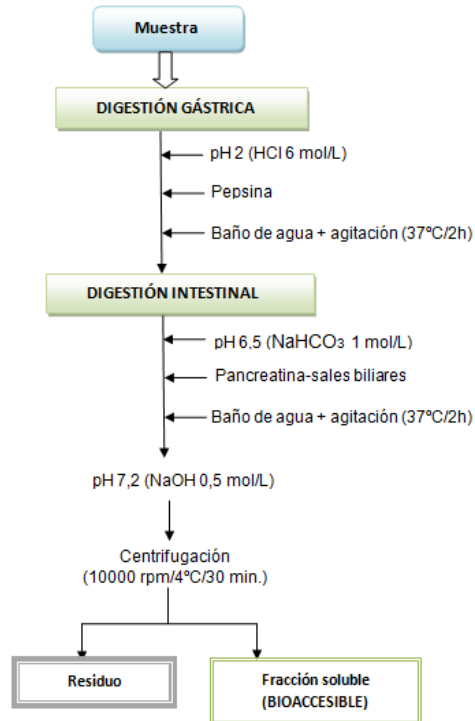 Muestra
DIGESTIÓN GÁSTRICA
pH 2 (HCl 6 mol/L)
Pepsina
Baño de agua + agitación (37ºC/2h)
DIGESTIÓN INTESTINAL
pH 6,5 (NaHCO₃ 1 mol/L)
Pancreatina-sales biliares
Baño de agua + agitación (37ºC/2h)
pH 7,2 (NaOH 0,5 mol/L)
Centrifugación
(10000 rpm/4ºC/30 min.)
Residuo
Fracción soluble
(BIOACCESIBLE)